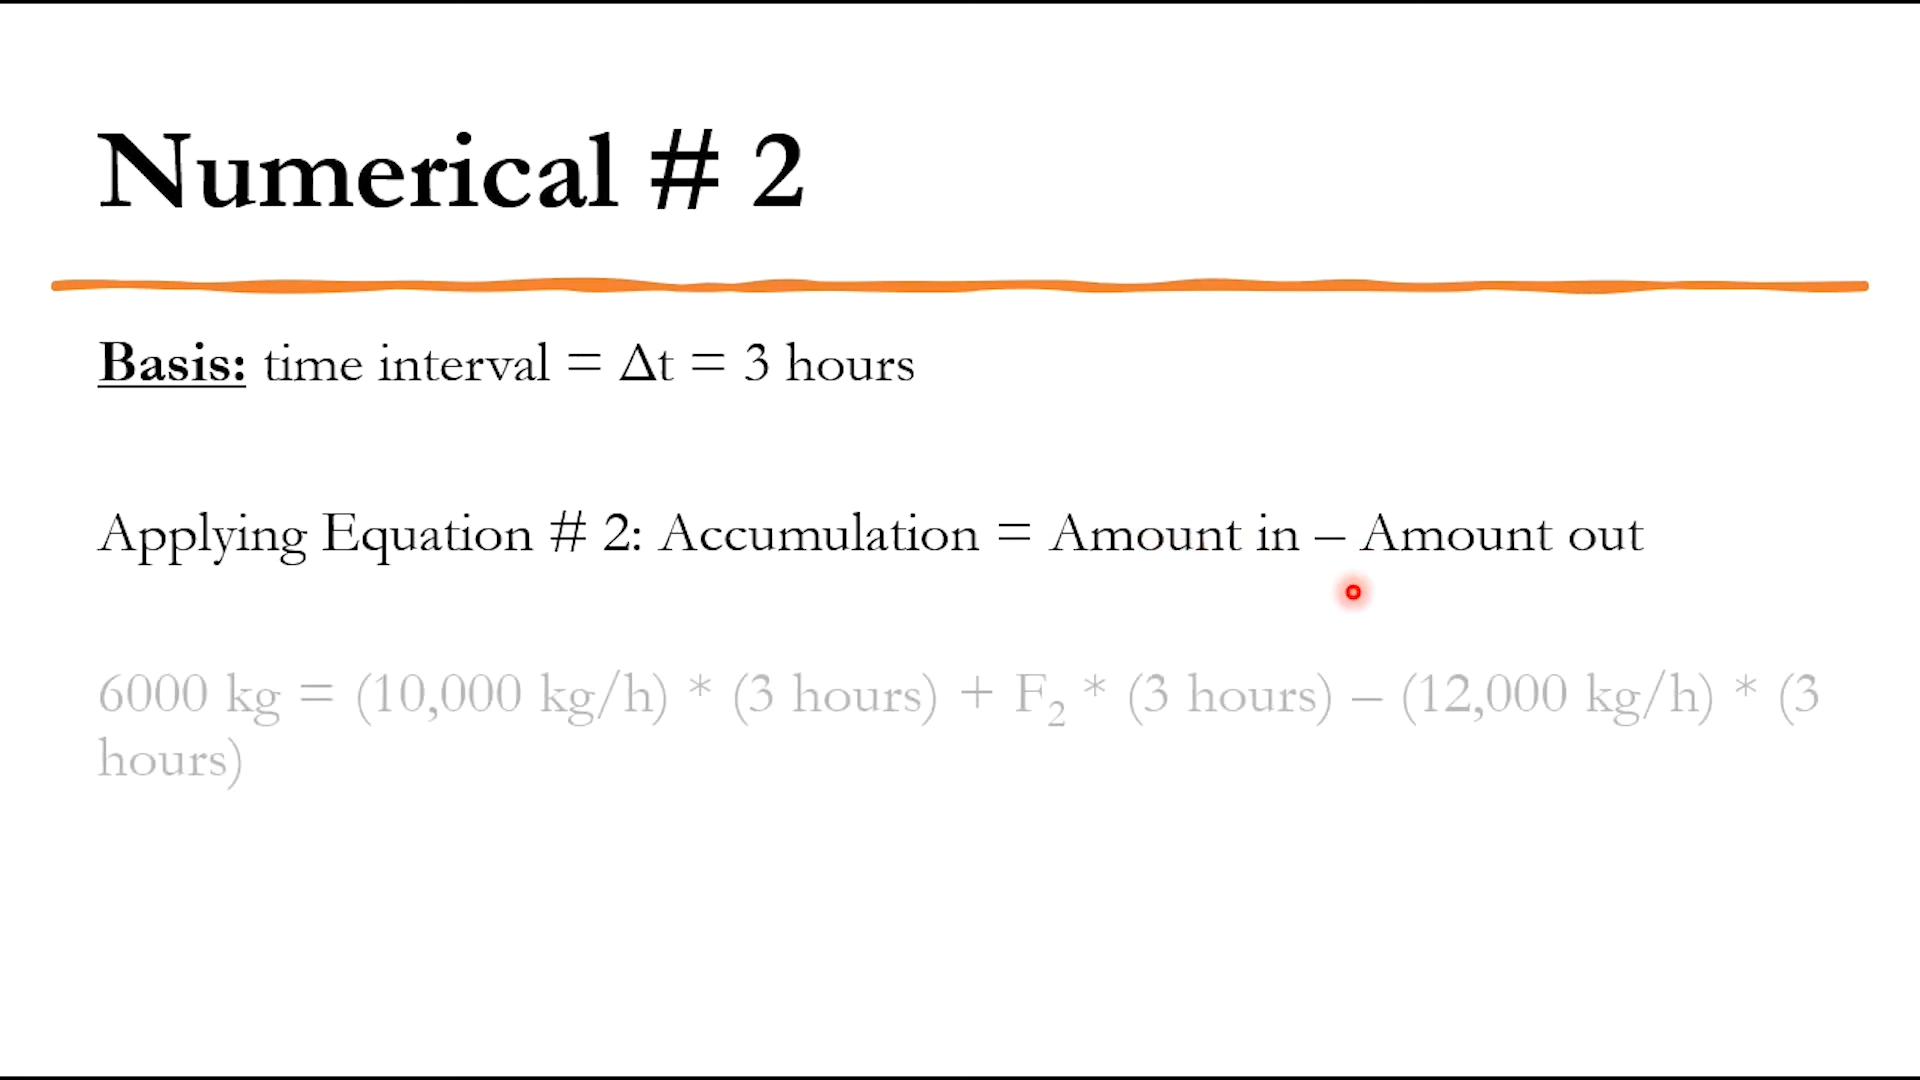 Numerical # 2
Basis: time interval = Δt = 3 hours
Applying Equation # 2: Accumulation = Amount in – Amount out
6000 kg = (10,000 kg/h) * (3 hours) + F₂ * (3 hours) – (12,000 kg/h) * (3
hours)